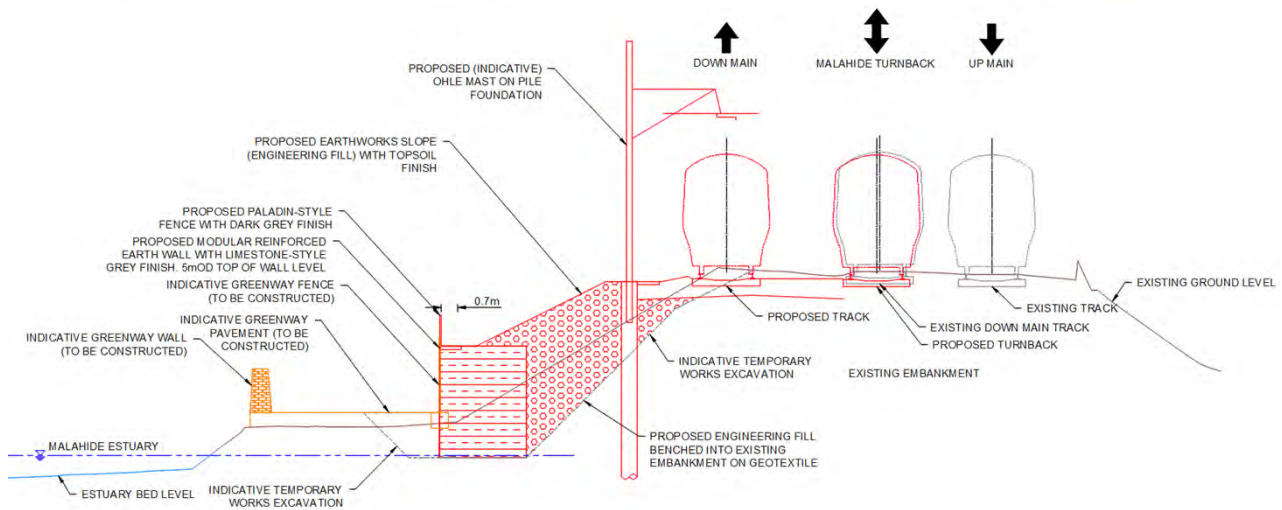 DOWN MAIN
MALAHIDE TURNBACK
UP MAIN
PROPOSED (INDICATIVE)
OHLE MAST ON PILE
FOUNDATION
PROPOSED EARTHWORKS SLOPE
(ENGINEERING FILL) WITH TOPSOIL
FINISH
PROPOSED PALADIN-STYLE
FENCE WITH DARK GREY FINISH
PROPOSED MODULAR REINFORCED
EARTH WALL WITH LIMESTONE-STYLE
GREY FINISH. 5mOD TOP OF WALL LEVEL
INDICATIVE GREENWAY FENCE
(TO BE CONSTRUCTED)
0.7m
INDICATIVE GREENWAY
PAVEMENT (TO BE
CONSTRUCTED)
INDICATIVE GREENWAY WALL
(TO BE CONSTRUCTED)
EXISTING GROUND LEVEL
PROPOSED TRACK
EXISTING TRACK
EXISTING DOWN MAIN TRACK
PROPOSED TURNBACK
INDICATIVE TEMPORARY
WORKS EXCAVATION
EXISTING EMBANKMENT
PROPOSED ENGINEERING FILL
BENCHED INTO EXISTING
EMBANKMENT ON GEOTEXTILE
MALAHIDE ESTUARY
ESTUARY BED LEVEL
INDICATIVE TEMPORARY
WORKS EXCAVATION